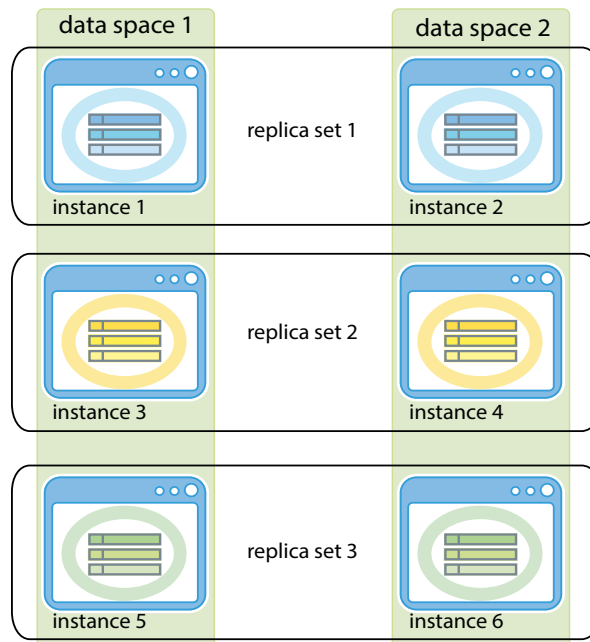 data space 1
data space 2
replica set 1
instance 1
instance 2
replica set 2
instance 3
instance 4
replica set 3
instance 5
instance 6